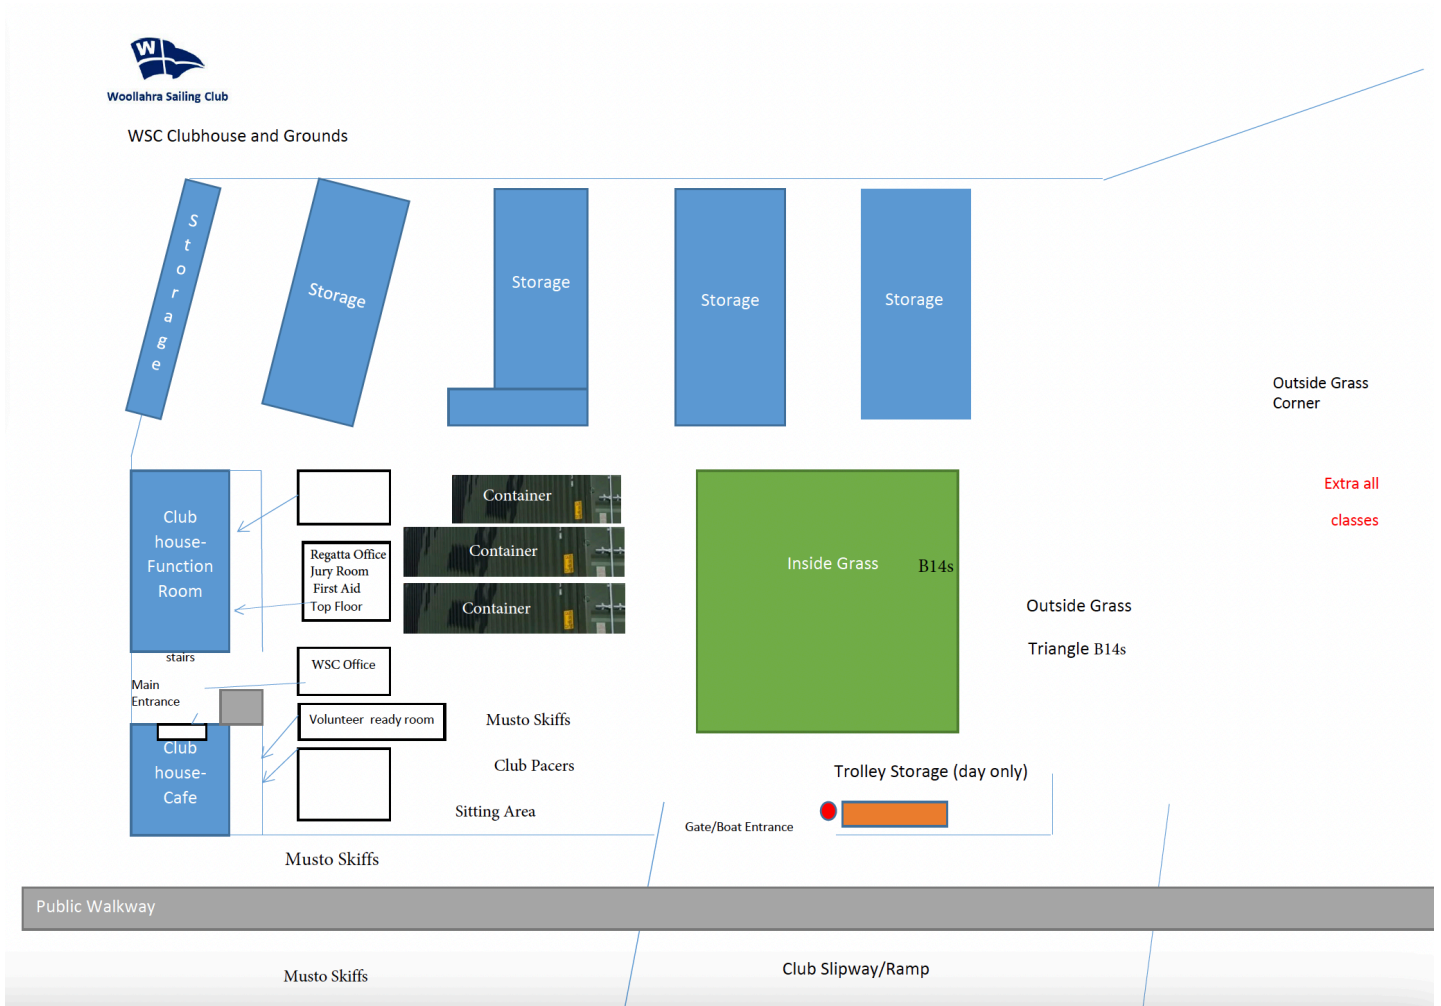 W
Woollahra Sailing Club
WSC Clubhouse and Grounds
Storage
Storage
Storage
Storage
Storage
Outside Grass
Corner
Extra all
classes
Club
house-
Function
Room
Regatta Office
Jury Room
First Aid
Top Floor
Container
Container
Container
Inside Grass
B14s
Outside Grass
Triangle B14s
stairs
Main
Entrance
WSC Office
Volunteer ready room
Musto Skiffs
Club
house-
Cafe
Club Pacers
Sitting Area
Trolley Storage (day only)
Gate/Boat Entrance
Musto Skiffs
Public Walkway
Musto Skiffs
Club Slipway/Ramp